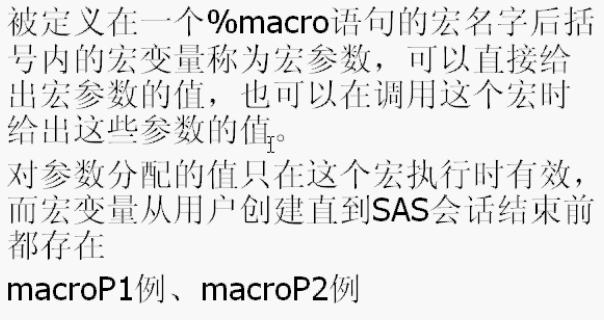 被定义在一个%macro语句的宏名字后括
号内的宏变量称为宏参数，可以直接给
出宏参数的值，也可以在调用这个宏时
给出这些参数的值。
对参数分配的值只在这个宏执行时有效，
而宏变量从用户创建直到SAS会话结束前
都存在
macroP1例、macroP2例